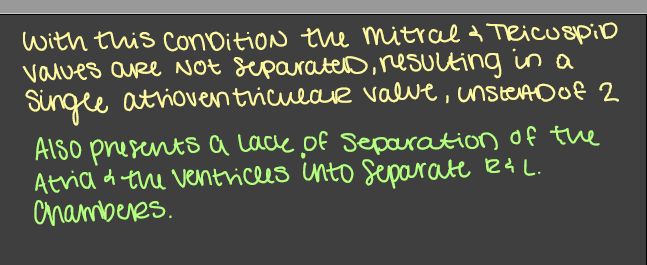 With this condition the mitral & Tricuspid
valves are not separated, resulting in a
single atrioventricular valve, instead of 2
Also presents a lack of separation of the
Atria & the ventricles into separate R & L.
Chambers.